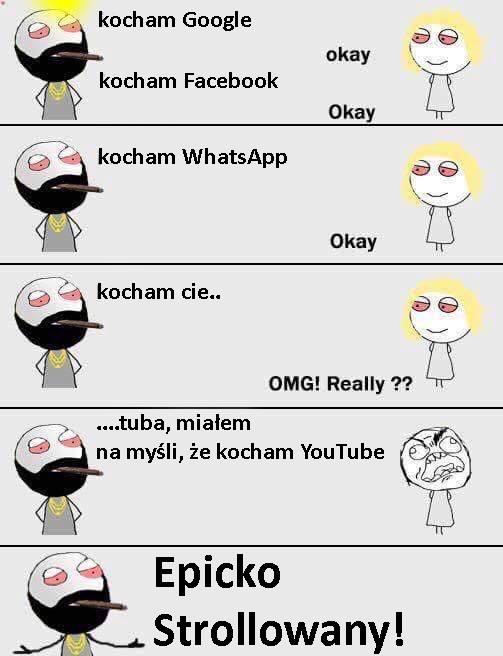 kocham Google
okay
kocham Facebook
Okay
kocham WhatsApp
Okay
kocham cie..
OMG! Really ??
....tuba, miałem
na myśli, że kocham YouTube
Epicko
Strollowany!